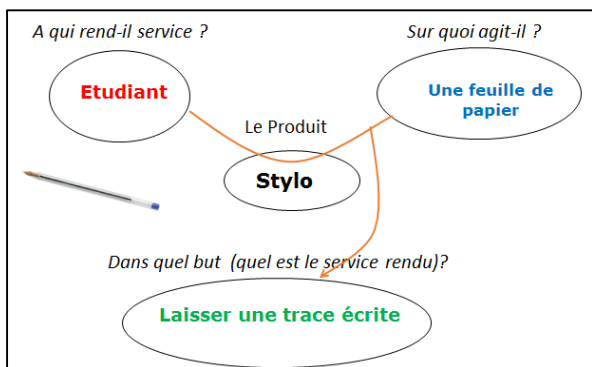 A qui rend-il service ?
Sur quoi agit-il ?
Etudiant
Une feuille de
papier
Le Produit
Stylo
Dans quel but (quel est le service rendu)?
Laisser une trace écrite